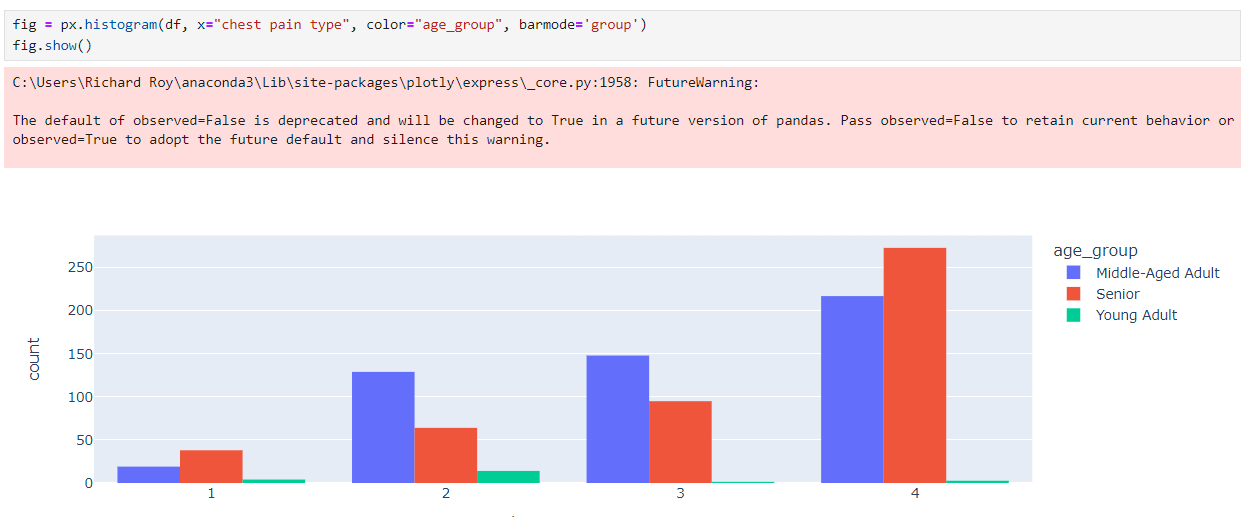 fig = px.histogram(df, x="chest pain type", color="age_group", barmode='group')
fig.show()
C:\Users\Richard Roy\anaconda3\Lib\site-packages\plotly\express\_core.py:1958: FutureWarning:
The default of observed=False is deprecated and will be changed to True in a future version of pandas. Pass observed=False to retain current behavior or
observed=True to adopt the future default and silence this warning.
age_group
Middle-Aged Adult
Senior
Young Adult
count
250
200
150
100
50
0
1 2 3 4